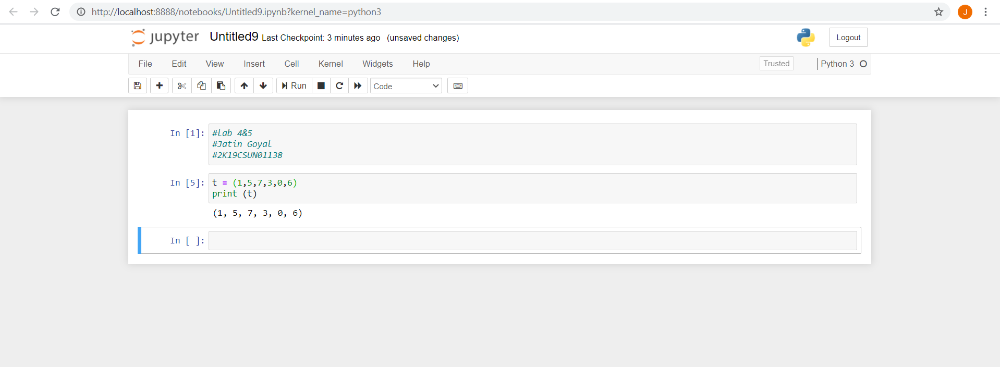 http://localhost:8888/notebooks/Untitled9.ipynb?kernel_name=python3
J
jupyter Untitled9 Last Checkpoint: 3 minutes ago (unsaved changes)
Logout
File Edit View Insert Cell Kernel Widgets Help
Trusted
Python 3
Run
Code
In [1]: #lab 4&5
#Jatin Goyal
#2K19CSUN01138
In [5]: t = (1,5,7,3,0,6)
print (t)
(1, 5, 7, 3, 0, 6)
In [ ]: